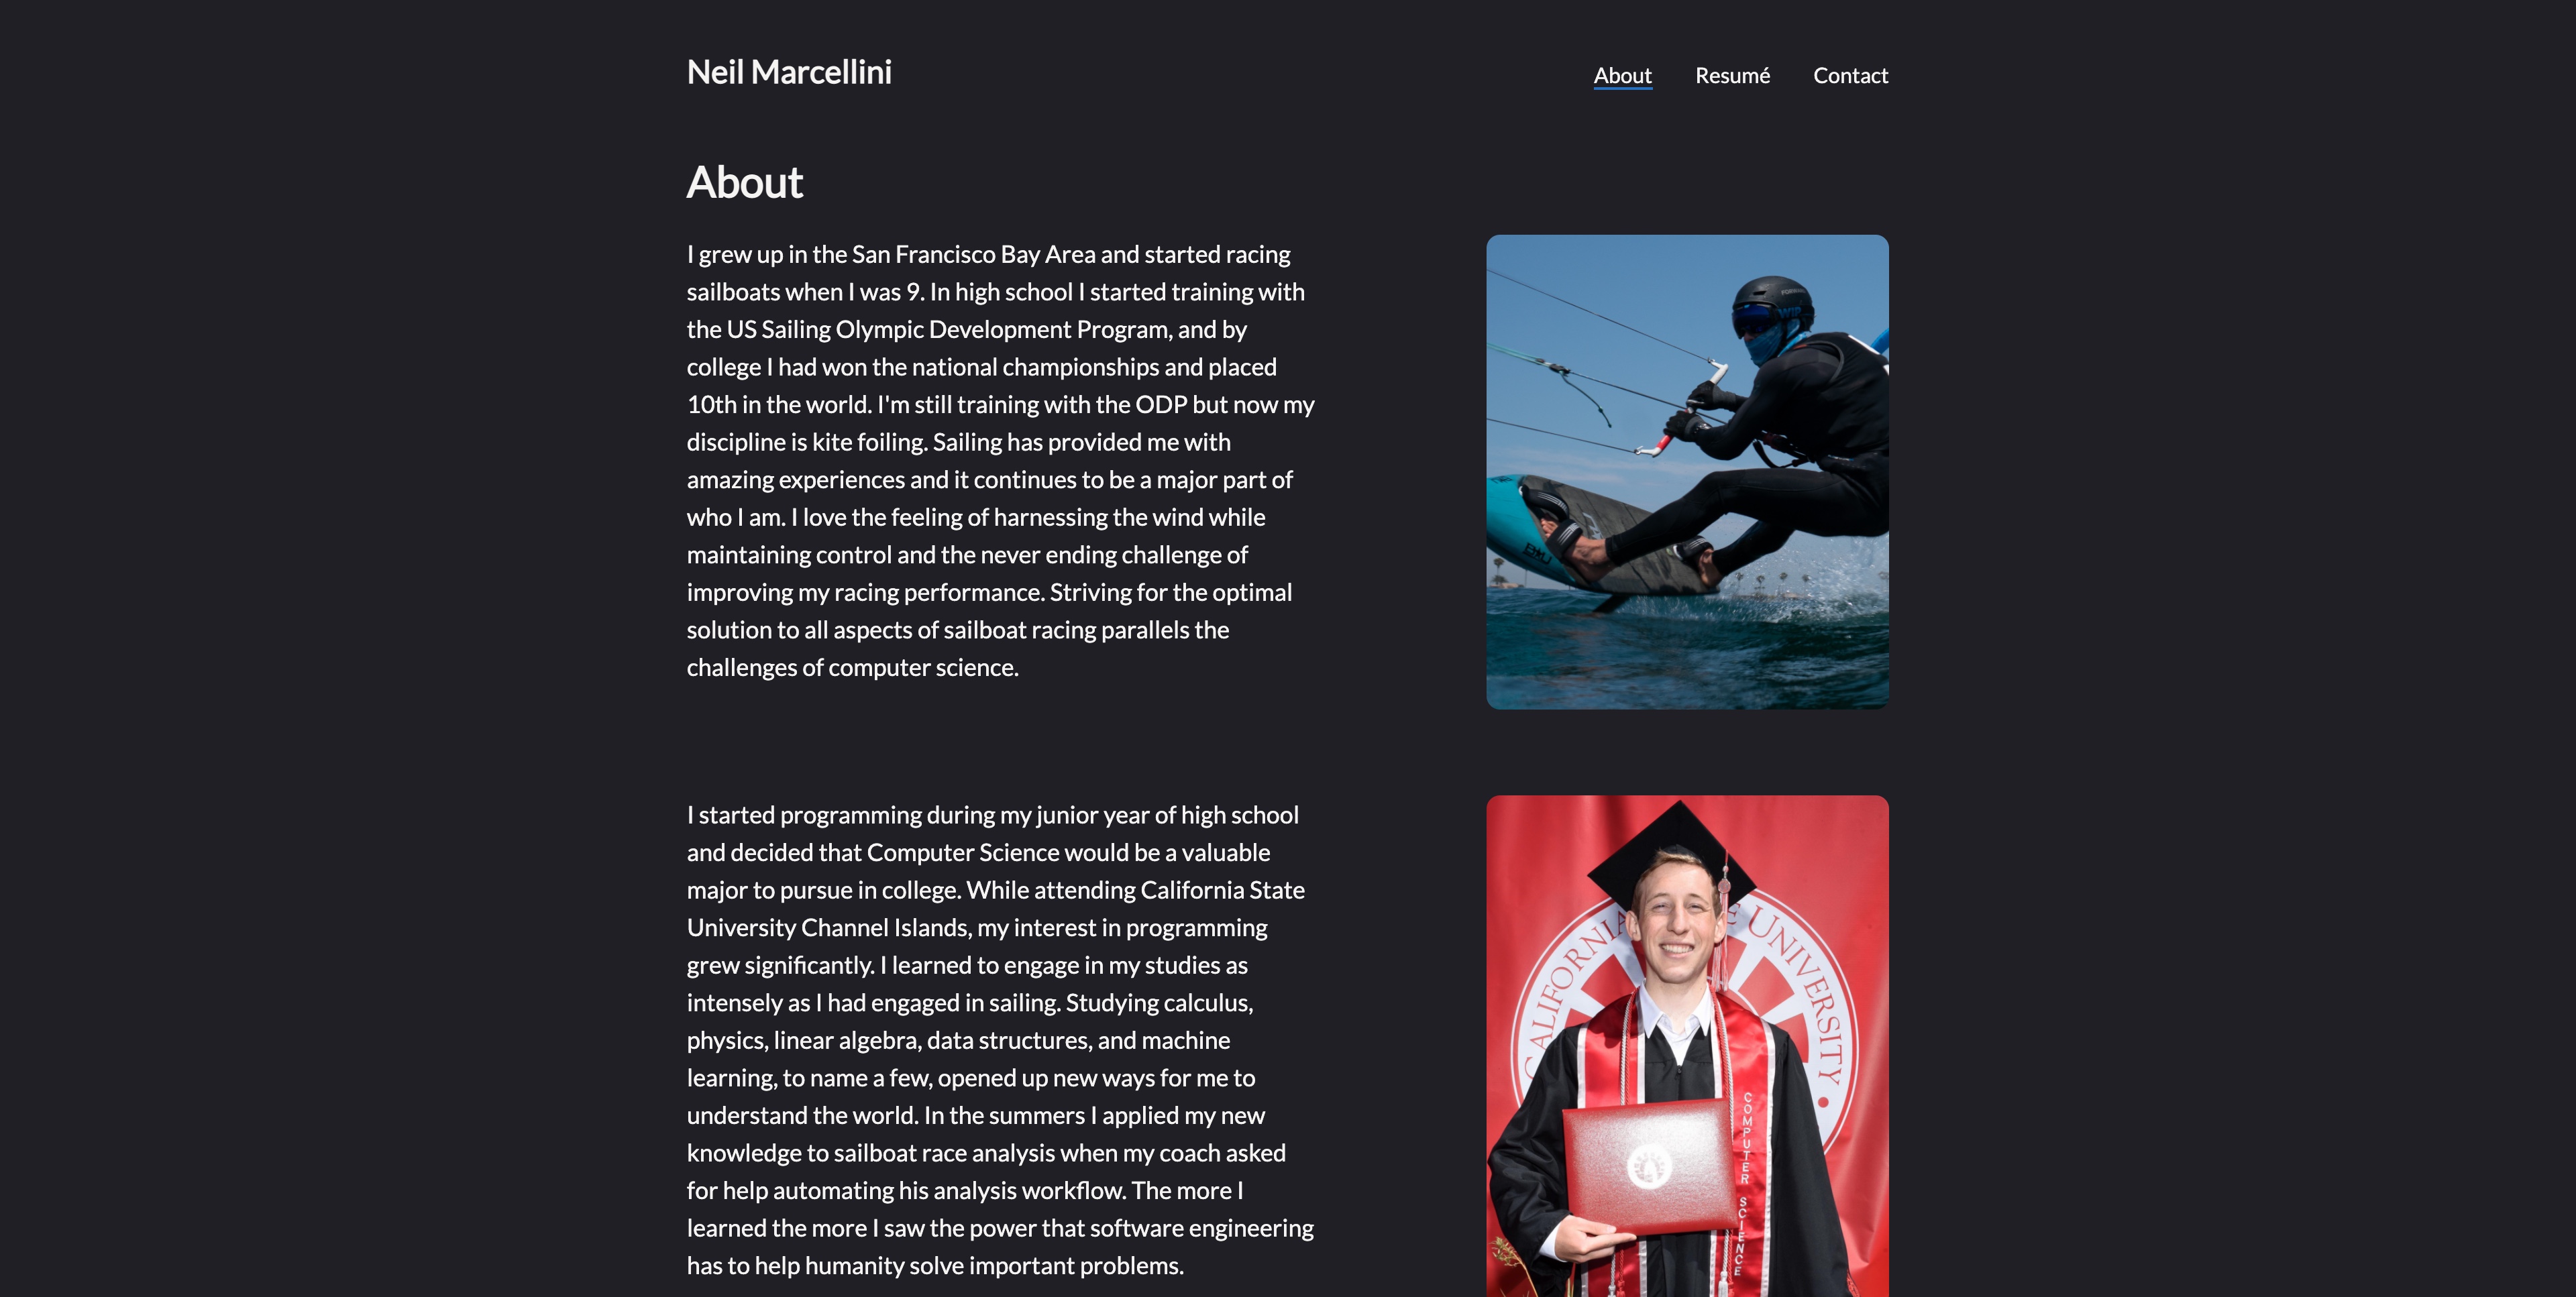 Neil Marcellini
About
Resumé
Contact
About
I grew up in the San Francisco Bay Area and started racing
sailboats when I was 9. In high school I started training with
the US Sailing Olympic Development Program, and by
college I had won the national championships and placed
10th in the world. I'm still training with the ODP but now my
discipline is kite foiling. Sailing has provided me with
amazing experiences and it continues to be a major part of
who I am. I love the feeling of harnessing the wind while
maintaining control and the never ending challenge of
improving my racing performance. Striving for the optimal
solution to all aspects of sailboat racing parallels the
challenges of computer science.
I started programming during my junior year of high school
and decided that Computer Science would be a valuable
major to pursue in college. While attending California State
University Channel Islands, my interest in programming
grew significantly. I learned to engage in my studies as
intensely as I had engaged in sailing. Studying calculus,
physics, linear algebra, data structures, and machine
learning, to name a few, opened up new ways for me to
understand the world. In the summers I applied my new
knowledge to sailboat race analysis when my coach asked
for help automating his analysis workflow. The more I
learned the more I saw the power that software engineering
has to help humanity solve important problems.
CALIFORNIA
UNIVERSITY
COMPUTER SCIENCE